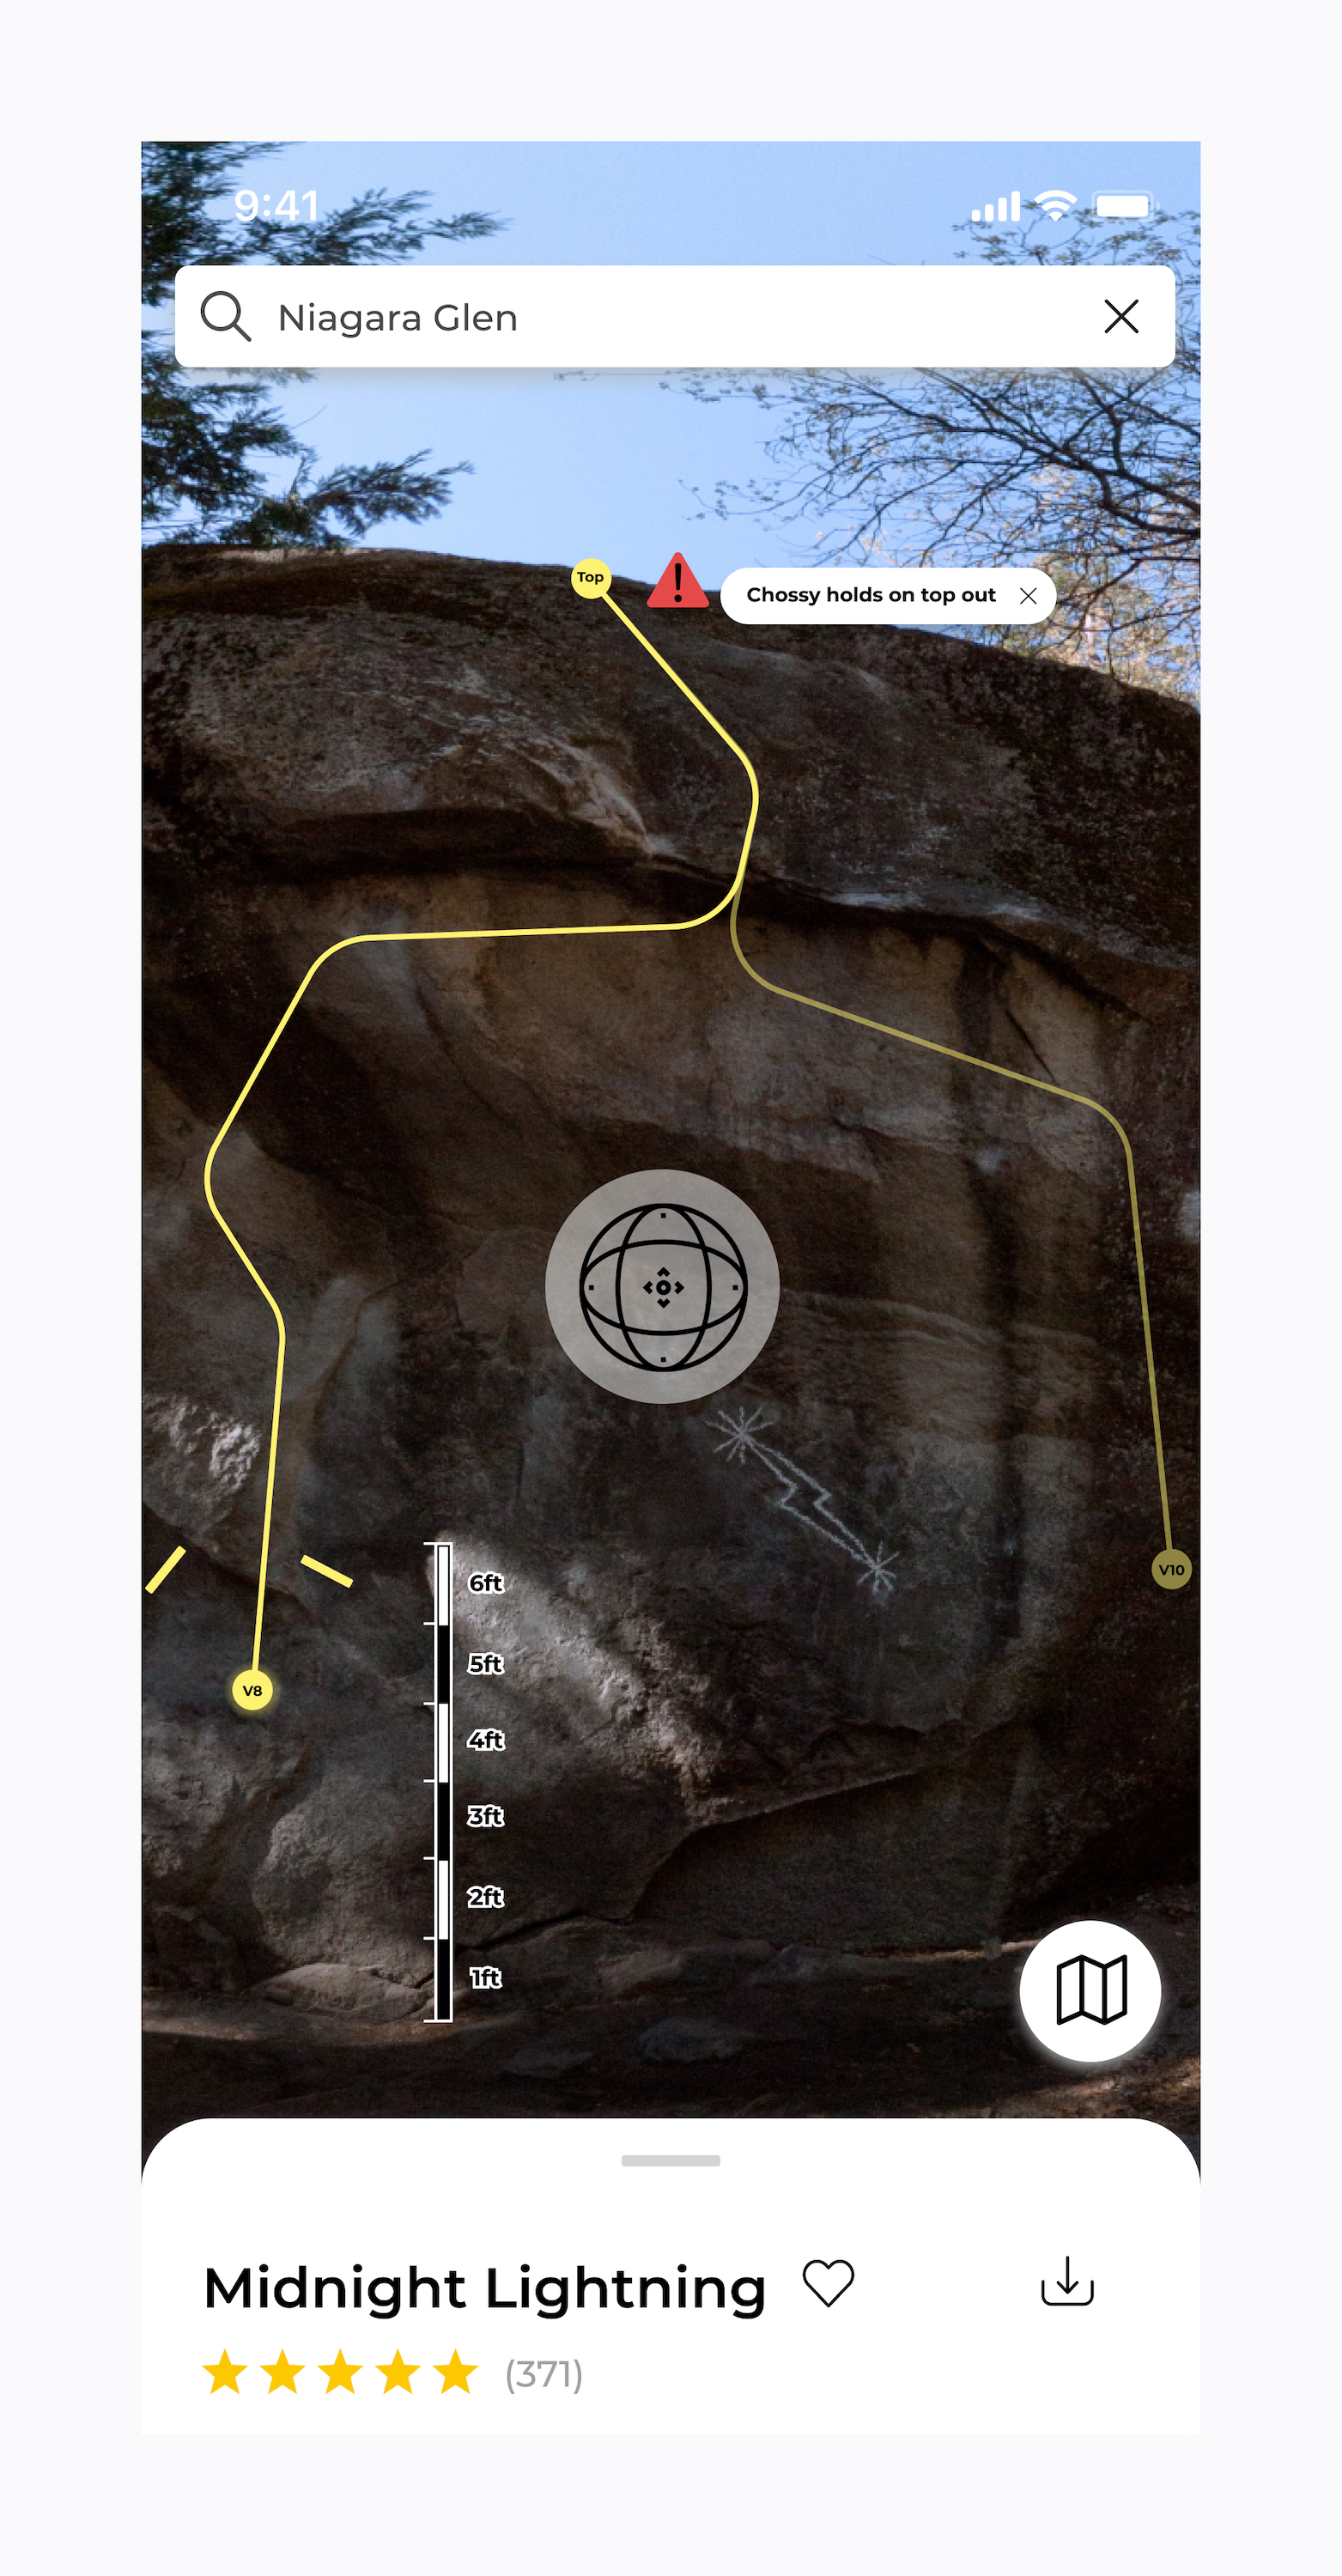 9:41
Niagara Glen
Top
Chossy holds on top out
V10
6ft
5ft
V8
4ft
3ft
2ft
1ft
Midnight Lightning
(371)